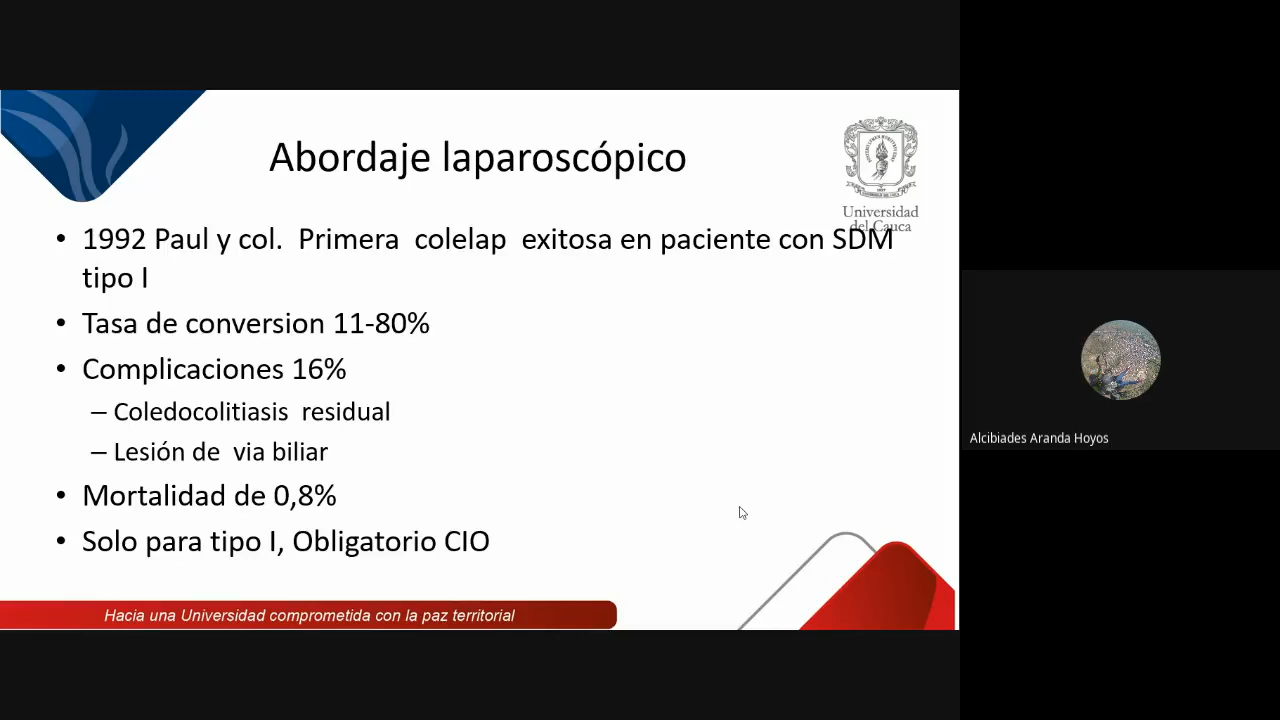 Abordaje laparoscópico
Universidad
del Cauca
• 1992 Paul y col. Primera colelap exitosa en paciente con SDM
tipo I
• Tasa de conversion 11-80%
• Complicaciones 16%
– Coledocolitiasis residual
– Lesión de via biliar
• Mortalidad de 0,8%
• Solo para tipo I, Obligatorio CIO
Hacia una Universidad comprometida con la paz territorial
Alcibiades Aranda Hoyos